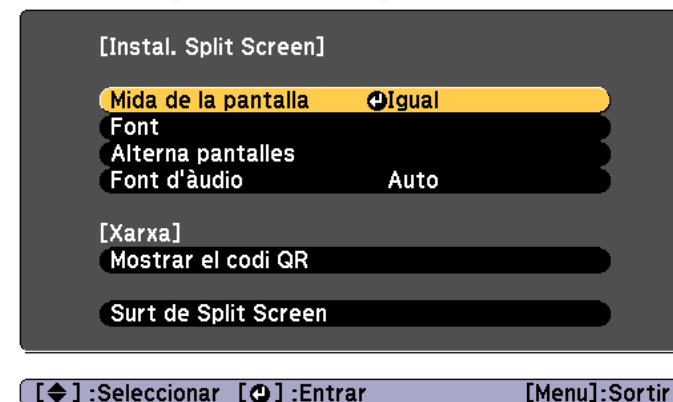 [Instal. Split Screen]
Mida de la pantalla Igual
Font
Alterna pantalles
Font d'àudio Auto
[Xarxa]
Mostrar el codi QR
Surt de Split Screen
[◆] :Seleccionar [⏎] :Entrar [Menu]:Sortir